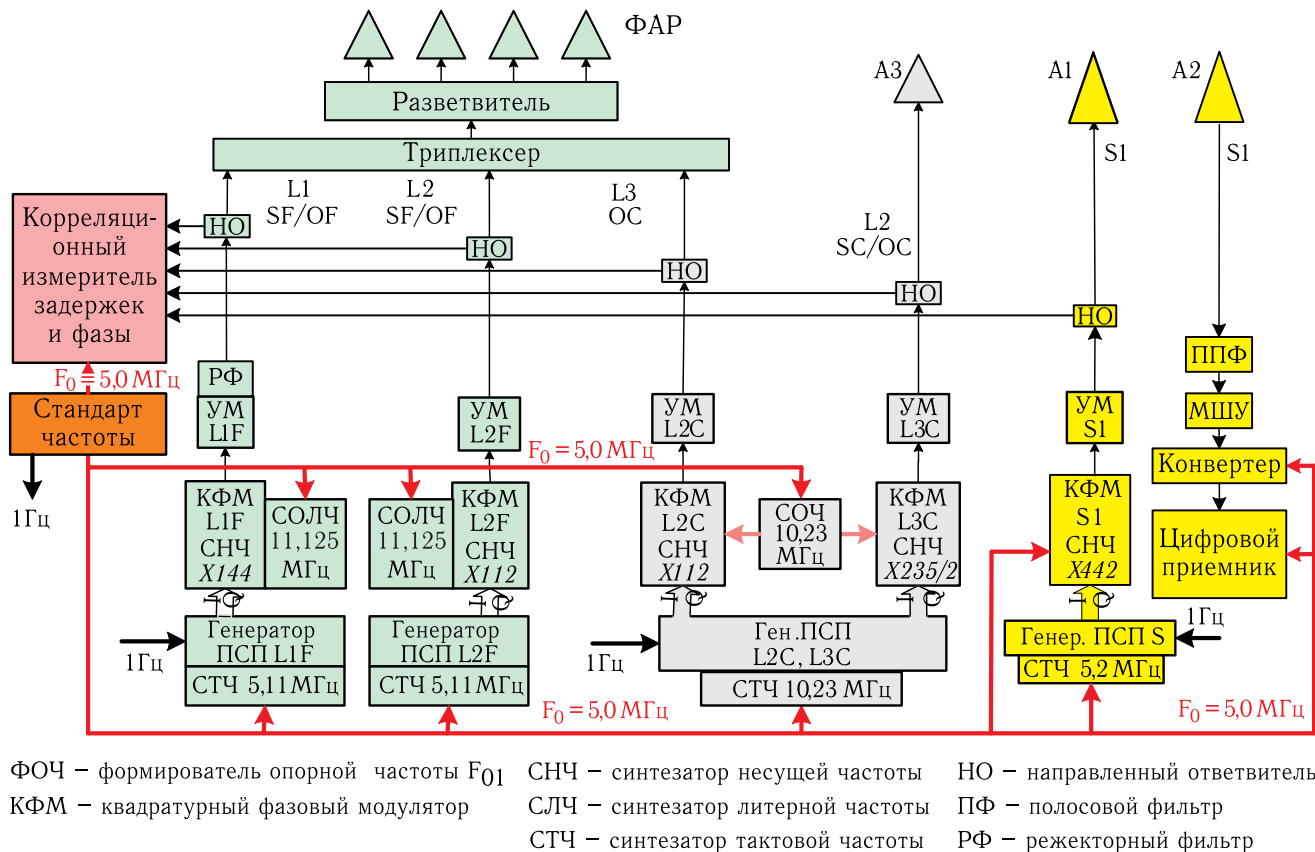 ФАР
Разветвитель
Триплексер
А3
А1
А2
S1
S1
L1
SF/OF
L2
SF/OF
L3
OC
L2
SC/OC
Корреляци-
онный
измеритель
задержек
и фазы
НО
НО
НО
НО
НО
F0 = 5,0 МГц
Стандарт
частоты
1Гц
РФ
УМ
L1F
УМ
L2F
УМ
L2C
УМ
L3C
УМ
S1
ППФ
МШУ
Конвертер
Цифровой
приемник
F0 = 5,0 МГц
КФМ
L1F
СНЧ
X144
СОЛЧ
11,125
МГц
СОЛЧ
11,125
МГц
КФМ
L2F
СНЧ
X112
КФМ
L2C
СНЧ
X112
СОЧ
10,23
МГц
КФМ
L3C
СНЧ
X235/2
КФМ
S1
СНЧ
X442
I Q
I Q
I Q
I Q
I Q
1Гц
Генератор
ПСП L1F
СТЧ 5,11 МГц
Генератор
ПСП L2F
СТЧ 5,11 МГц
1Гц
Ген.ПСП
L2C, L3C
СТЧ 10,23 МГц
Генер. ПСП S
СТЧ 5,2 МГц
1Гц
F0 = 5,0 МГц
F0 = 5,0 МГц
ФОЧ – формирователь опорной частоты F01
КФМ – квадратурный фазовый модулятор
СНЧ – синтезатор несущей частоты
СЛЧ – синтезатор литерной частоты
СТЧ – синтезатор тактовой частоты
НО – направленный ответвитель
ПФ – полосовой фильтр
РФ – режекторный фильтр